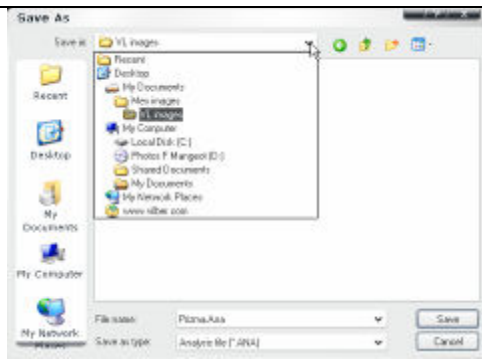 Save As
Save in: VL images
Recent
Desktop
My Documents
Mes images
VL images
My Computer
Local Disk (C:)
Photos F Mangeot (D:)
Shared Documents
My Documents
My Network Places
www.vilber.com
Recent
Desktop
My
Documents
My Computer
My Network
Places
File name:
Save
Save as type: Analysis file (*.ANA)
Cancel